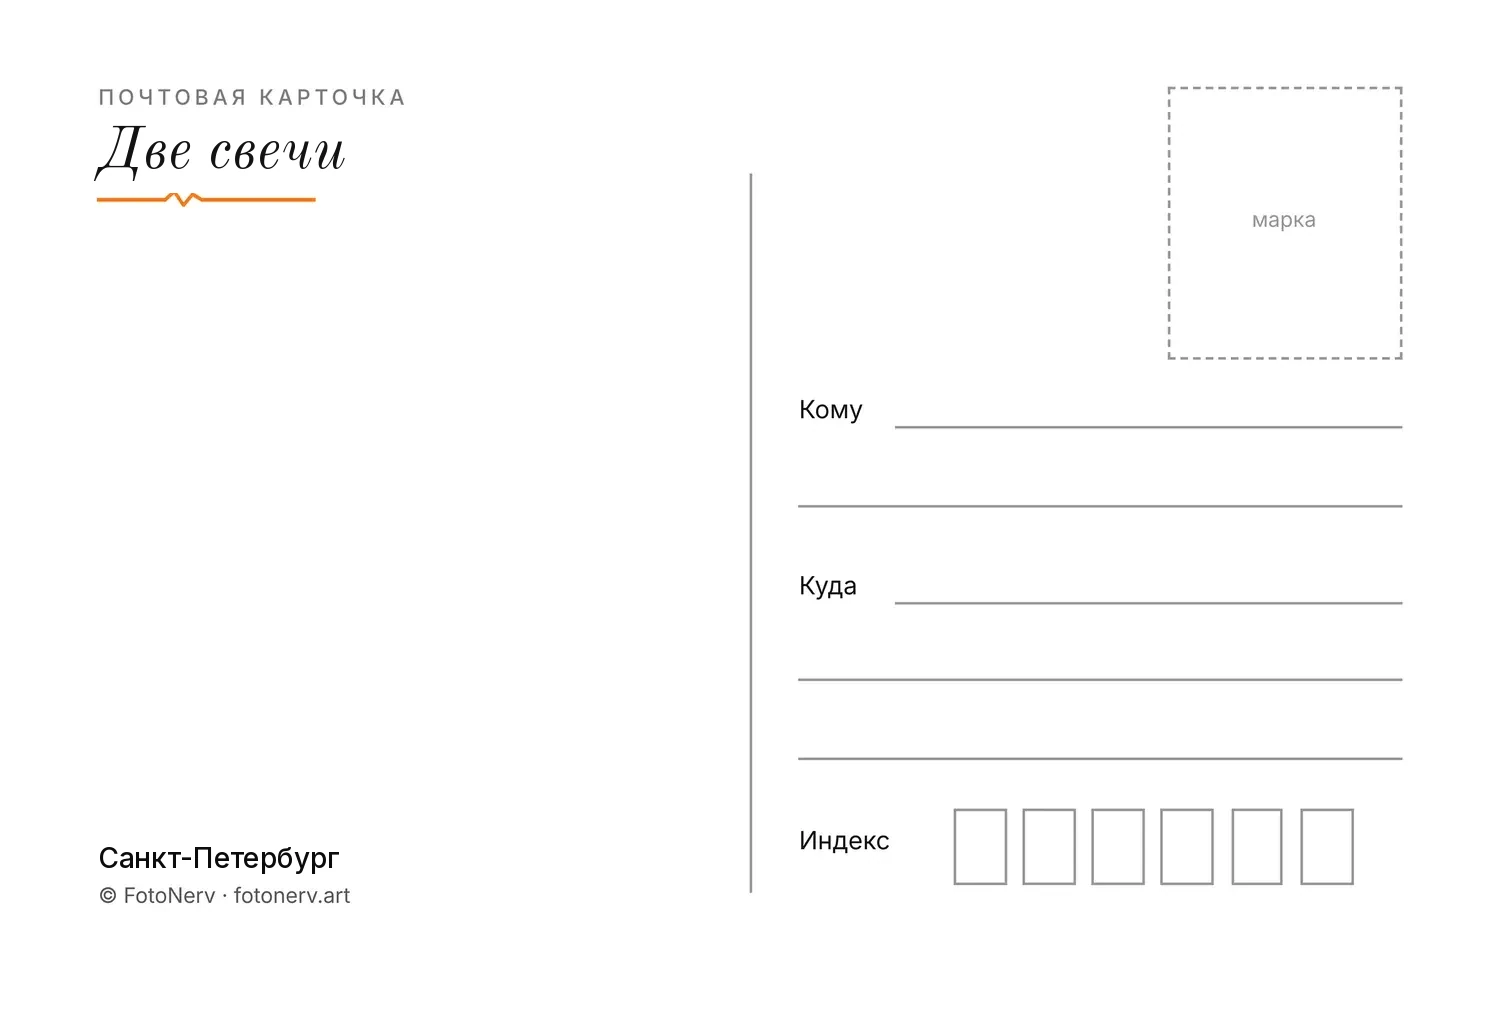 ПОЧТОВАЯ КАРТОЧКА
Две свечи
марка
Кому
Куда
Индекс
Санкт-Петербург
© FotoNerv · fotonerv.art